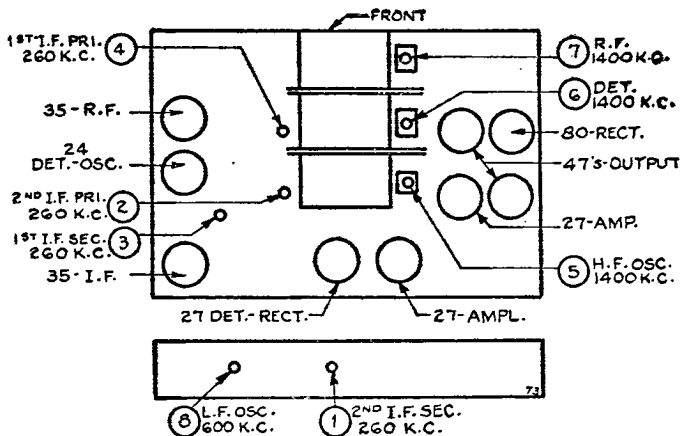 FRONT
1ST I.F. PRI.
260 K.C.
4
7
R.F.
1400 K.C.
6
DET.
1400 K.C.
35-R.F.
24
DET.-OSC.
80-RECT.
47's-OUTPUT
2ND I.F. PRI.
260 K.C.
2
27-AMP.
1ST I.F. SEC.
260 K.C.
3
35-I.F.
5
H.F. OSC.
1400 K.C.
27 DET.-RECT.
27-AMPL.
73
8
L.F. OSC.
600 K.C.
1
2ND I.F. SEC.
260 K.C.